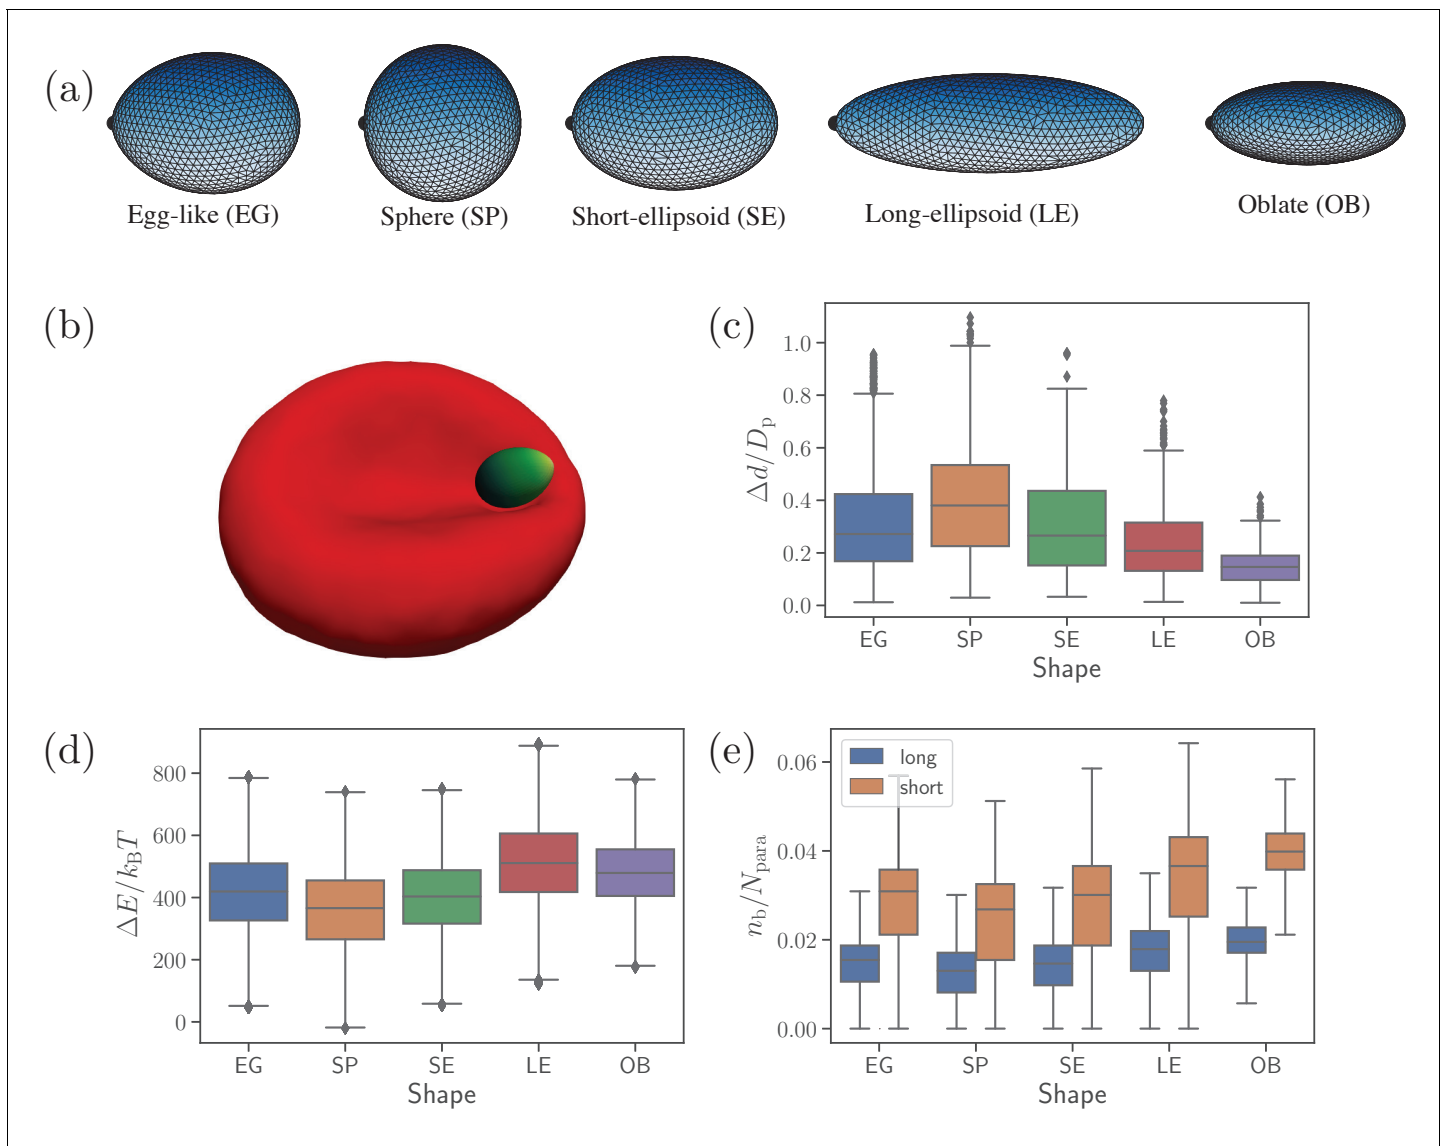 (a)
Egg-like (EG)
Sphere (SP)
Short-ellipsoid (SE)
Long-ellipsoid (LE)
Oblate (OB)
(b)
(c)
Δd/D_p
1.0
0.8
0.6
0.4
0.2
0.0
EG SP SE LE OB
Shape
(d)
ΔE/k_BT
800
600
400
200
0
EG SP SE LE OB
Shape
(e)
n_b/N_para
long
short
0.06
0.04
0.02
0.00
EG SP SE LE OB
Shape